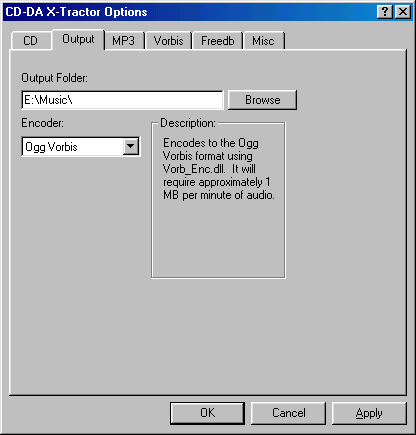 CD-DA X-Tractor Options
CD Output MP3 Vorbis Freedb Misc
Output Folder:
E:\Music\ Browse
Encoder:
Ogg Vorbis
Description:
Encodes to the Ogg
Vorbis format using
Vorb_Enc.dll. It will
require approximately 1
MB per minute of audio.
OK Cancel Apply